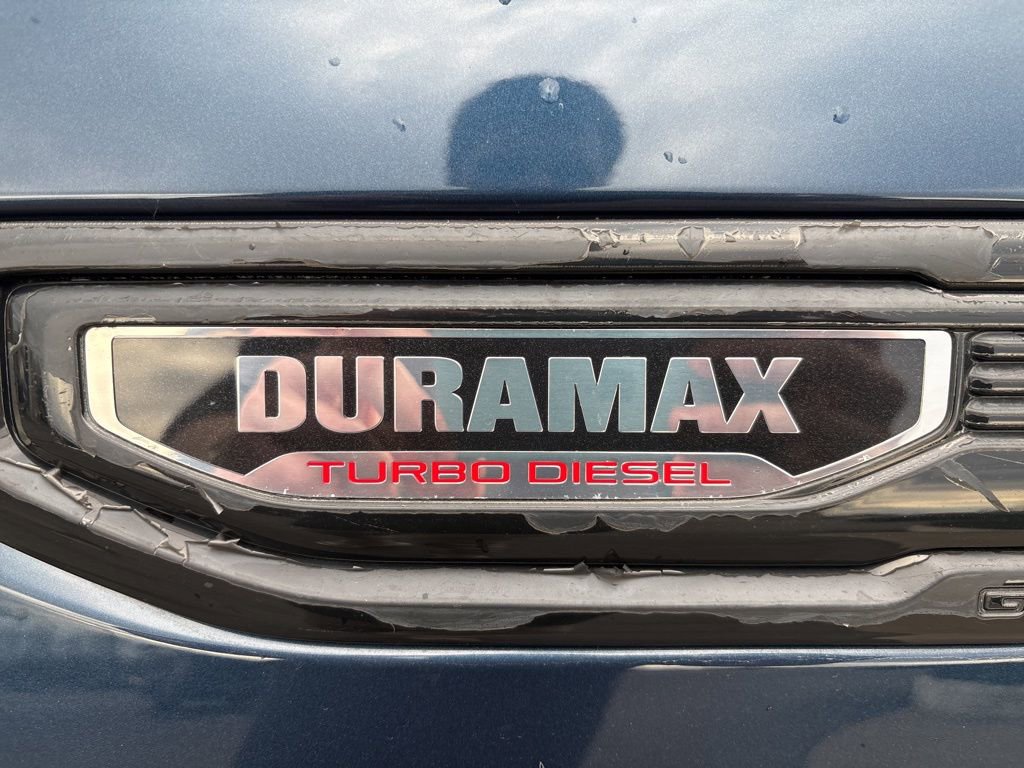 DURAMAX
TURBO DIESEL
G